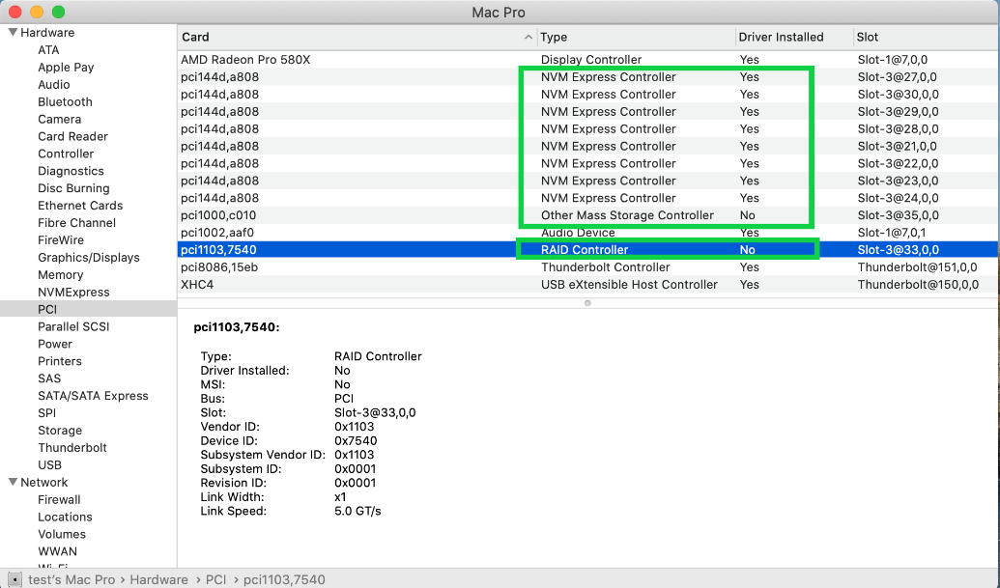 Mac Pro
Hardware
ATA
Apple Pay
Audio
Bluetooth
Camera
Card Reader
Controller
Diagnostics
Disc Burning
Ethernet Cards
Fibre Channel
FireWire
Graphics/Displays
Memory
NVMExpress
PCI
Parallel SCSI
Power
Printers
SAS
SATA/SATA Express
SPI
Storage
Thunderbolt
USB
Network
Firewall
Locations
Volumes
WWAN
Wi-Fi
Card Type Driver Installed Slot
AMD Radeon Pro 580X Display Controller Yes Slot-1@7,0,0
pci144d,a808 NVM Express Controller Yes Slot-3@27,0,0
pci144d,a808 NVM Express Controller Yes Slot-3@30,0,0
pci144d,a808 NVM Express Controller Yes Slot-3@29,0,0
pci144d,a808 NVM Express Controller Yes Slot-3@28,0,0
pci144d,a808 NVM Express Controller Yes Slot-3@21,0,0
pci144d,a808 NVM Express Controller Yes Slot-3@22,0,0
pci144d,a808 NVM Express Controller Yes Slot-3@23,0,0
pci144d,a808 NVM Express Controller Yes Slot-3@24,0,0
pci1000,c010 Other Mass Storage Controller No Slot-3@35,0,0
pci1002,aaf0 Audio Device Yes Slot-1@7,0,1
pci1103,7540 RAID Controller No Slot-3@33,0,0
pci8086,15eb Thunderbolt Controller Yes Thunderbolt@151,0,0
XHC4 USB eXtensible Host Controller Yes Thunderbolt@150,0,0
pci1103,7540:
Type: RAID Controller
Driver Installed: No
MSI: No
Bus: PCI
Slot: Slot-3@33,0,0
Vendor ID: 0x1103
Device ID: 0x7540
Subsystem Vendor ID: 0x1103
Subsystem ID: 0x0001
Revision ID: 0x0001
Link Width: x1
Link Speed: 5.0 GT/s
test's Mac Pro › Hardware › PCI › pci1103,7540